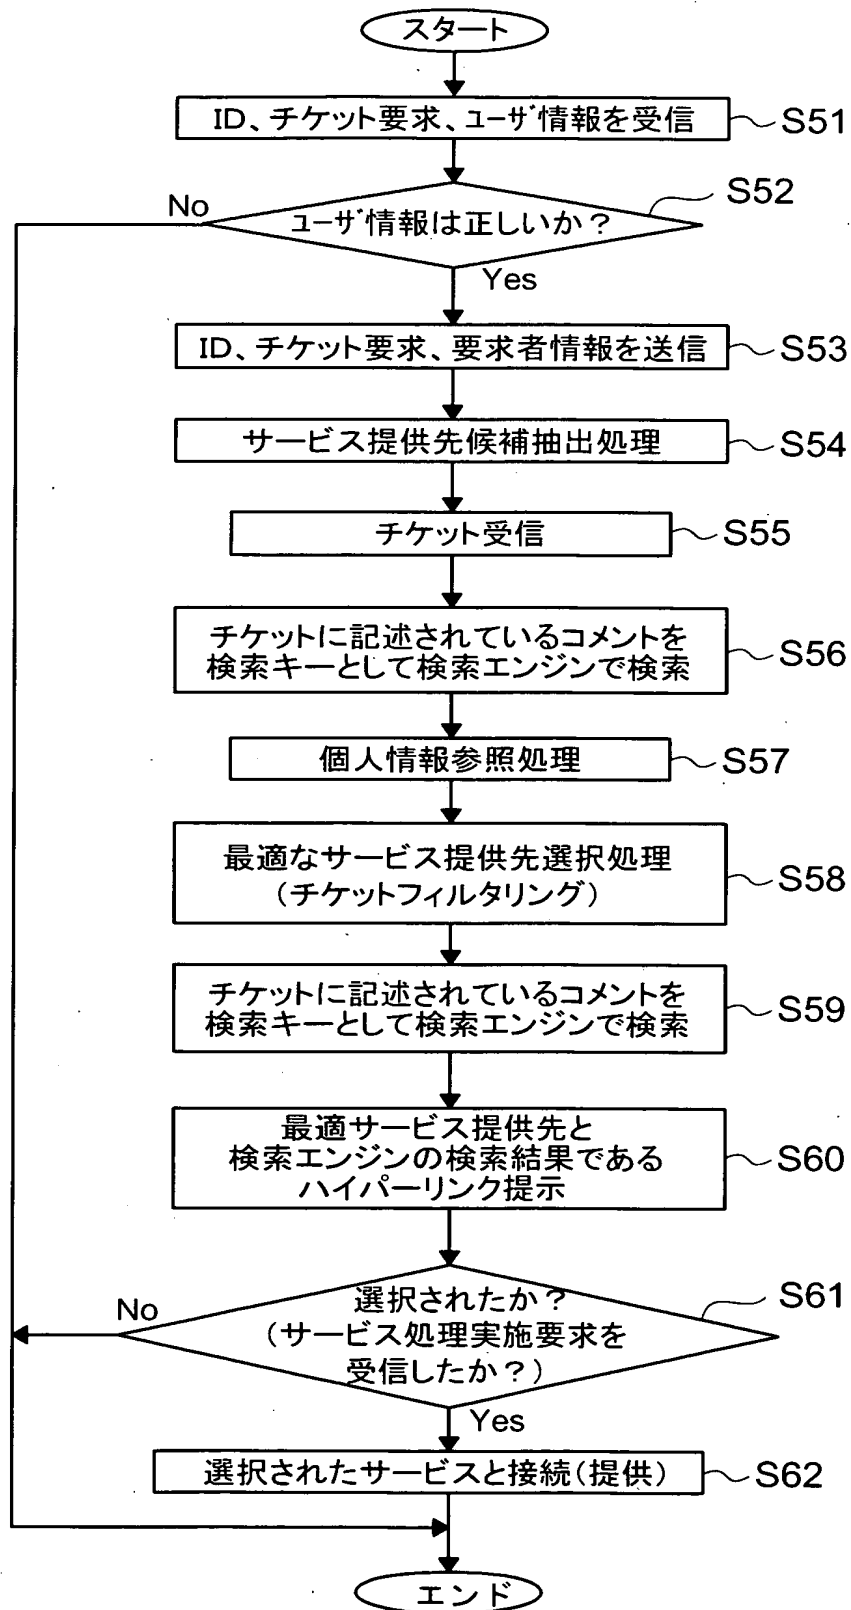 スタート
ID、チケット要求、ユーザ情報を受信
S51
ユーザ情報は正しいか？
S52
No
Yes
ID、チケット要求、要求者情報を送信
S53
サービス提供先候補抽出処理
S54
チケット受信
S55
チケットに記述されているコメントを
検索キーとして検索エンジンで検索
S56
個人情報参照処理
S57
最適なサービス提供先選択処理
（チケットフィルタリング）
S58
チケットに記述されているコメントを
検索キーとして検索エンジンで検索
S59
最適サービス提供先と
検索エンジンの検索結果である
ハイパーリンク提示
S60
選択されたか？
（サービス処理実施要求を
受信したか？）
S61
No
Yes
選択されたサービスと接続（提供）
S62
エンド